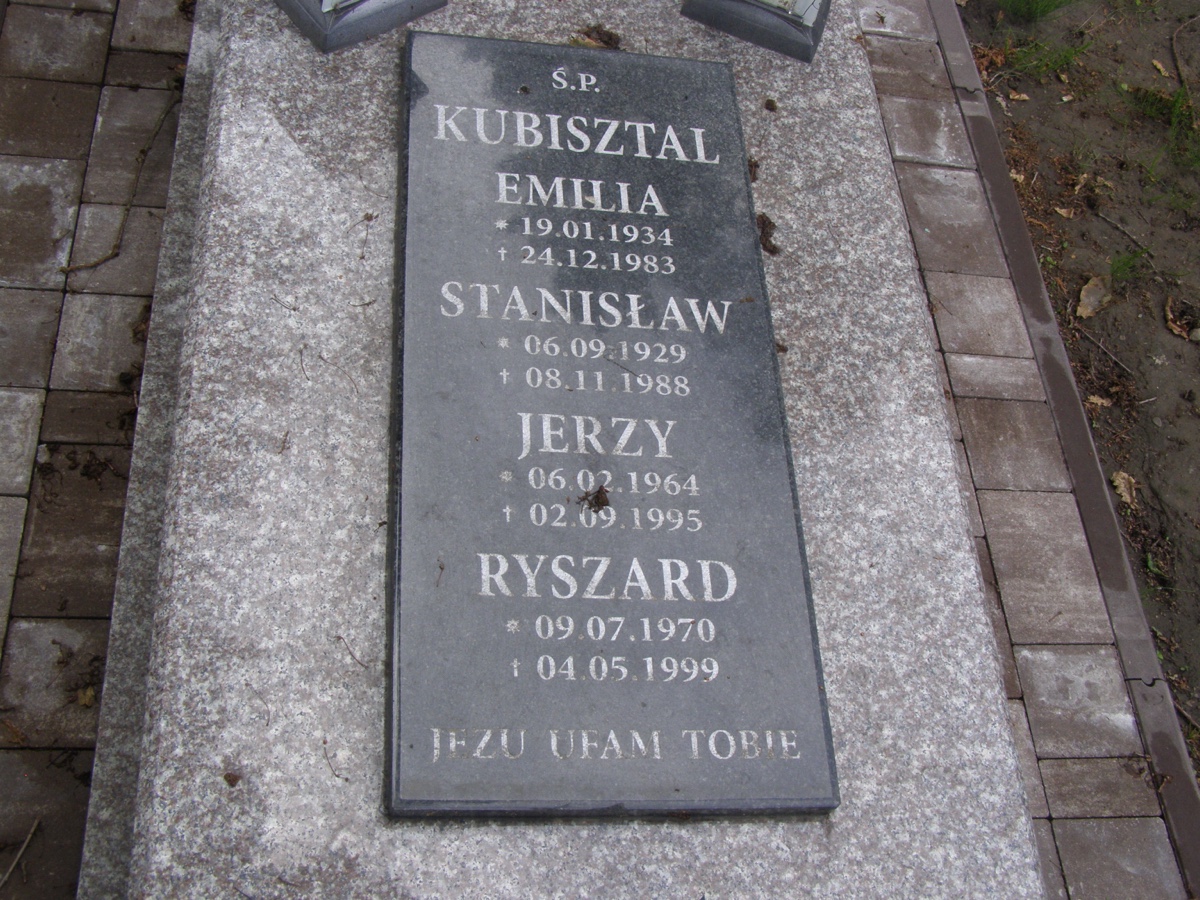 Ś.P.
KUBISZTAL
EMILIA
* 19.01.1934
† 24.12.1983
STANISŁAW
* 06.09.1929
† 08.11.1988
JERZY
* 06.02.1964
† 02.09.1995
RYSZARD
* 09.07.1970
† 04.05.1999
JEZU UFAM TOBIE